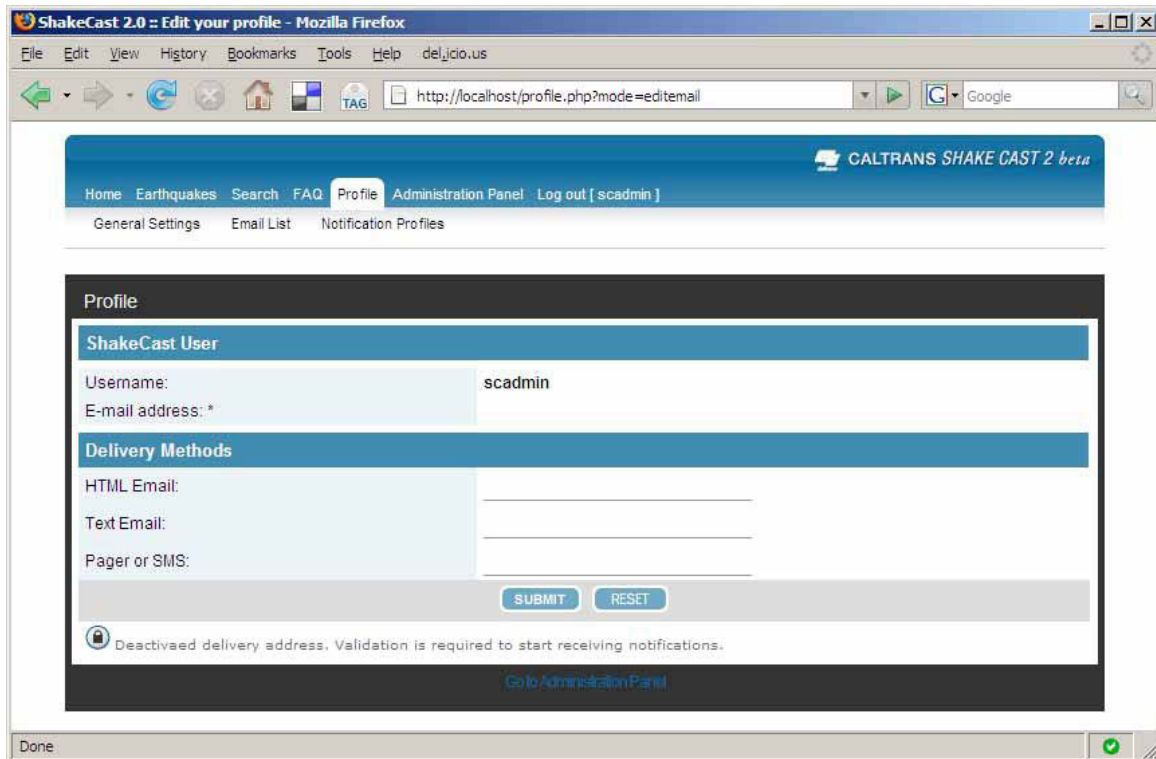 ShakeCast 2.0 :: Edit your profile - Mozilla Firefox
File Edit View History Bookmarks Tools Help del.icio.us
TAG http://localhost/profile.php?mode=editemail G Google
CALTRANS SHAKE CAST 2 beta
Home Earthquakes Search FAQ Profile Administration Panel Log out [ scadmin ]
General Settings Email List Notification Profiles
Profile
ShakeCast User
Username: scadmin
E-mail address: *
Delivery Methods
HTML Email:
Text Email:
Pager or SMS:
SUBMIT RESET
Deactivaed delivery address. Validation is required to start receiving notifications.
Go to Administration Panel
Done